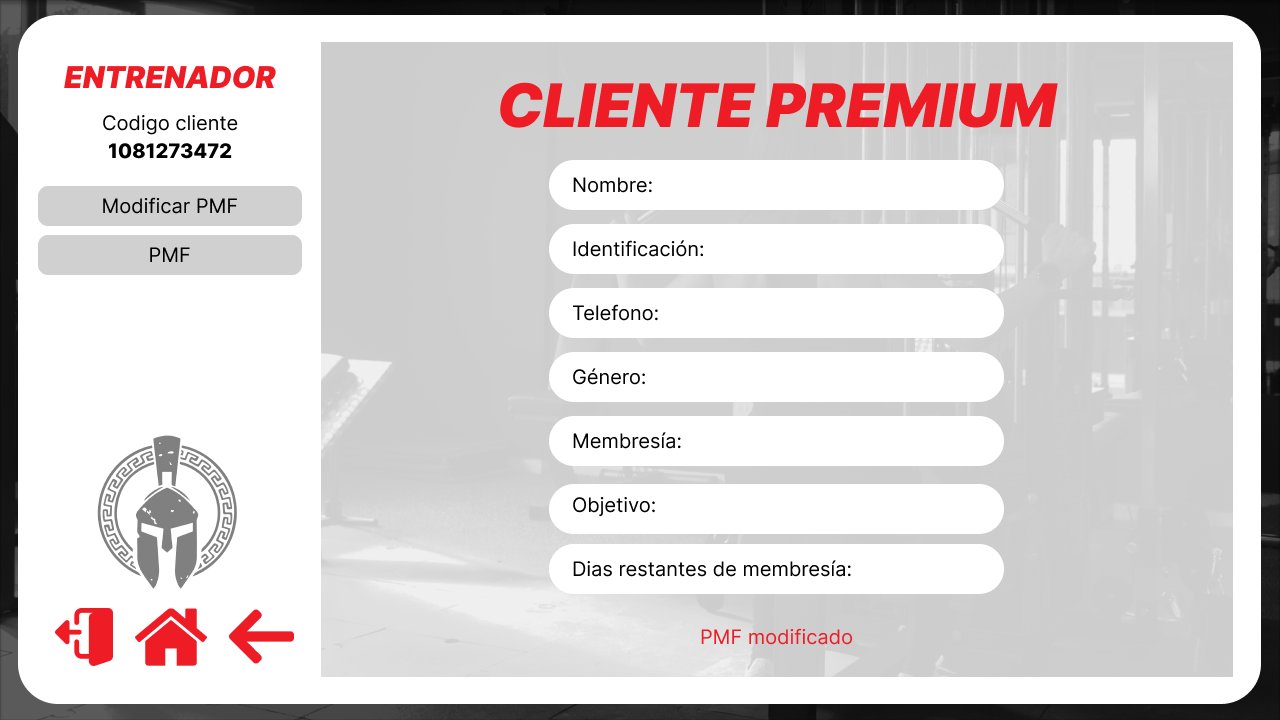 ENTRENADOR
Codigo cliente
1081273472
Modificar PMF
PMF
CLIENTE PREMIUM
Nombre:
Identificación:
Telefono:
Género:
Membresía:
Objetivo:
Dias restantes de membresía:
PMF modificado